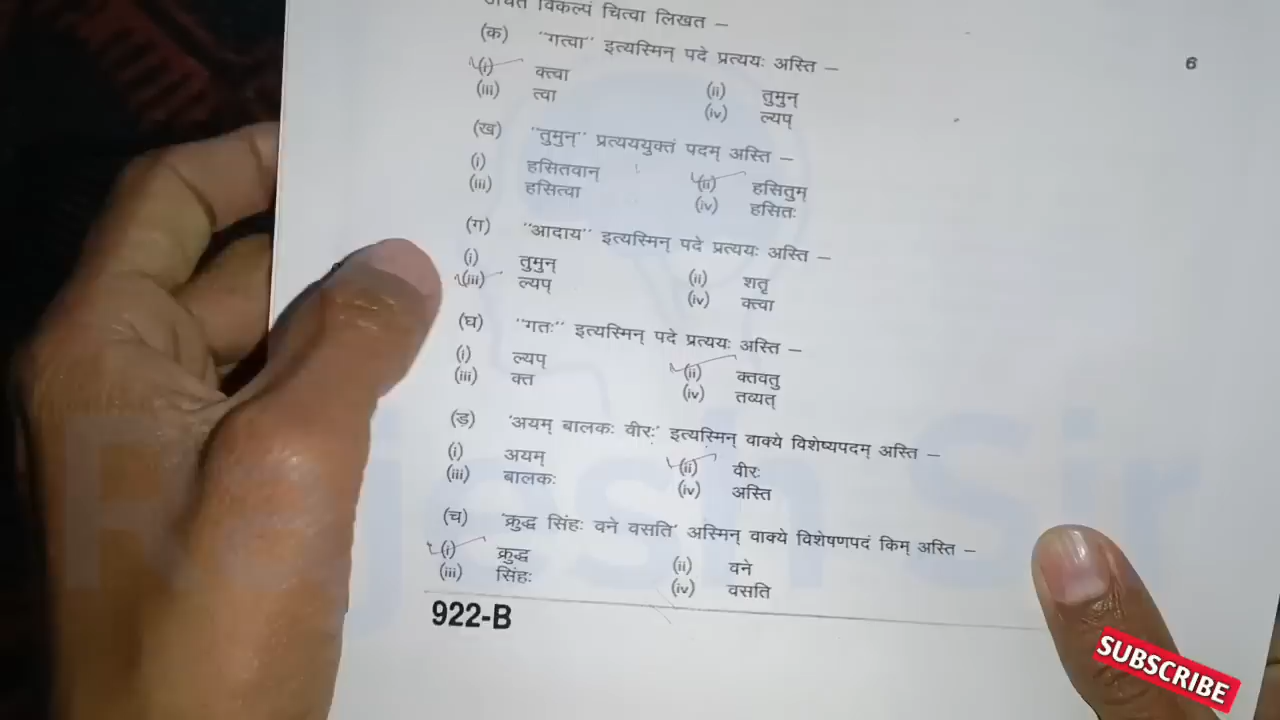 विकल्पं चित्वा लिखत –
6
(क) "गत्वा" इत्यस्मिन् पदे प्रत्ययः अस्ति –
(i) क्त्वा (ii) तुमुन्
(iii) त्वा (iv) ल्यप्
(ख) "तुमुन्" प्रत्यययुक्तं पदम् अस्ति –
(i) हसितवान् (ii) हसितुम्
(iii) हसित्वा (iv) हसितः
(ग) "आदाय" इत्यस्मिन् पदे प्रत्ययः अस्ति –
(i) तुमुन् (ii) शतृ
(iii) ल्यप् (iv) क्त्वा
(घ) "गतः" इत्यस्मिन् पदे प्रत्ययः अस्ति –
(i) ल्यप् (ii) क्तवतु
(iii) क्त (iv) तव्यत्
(ड) 'अयम् बालकः वीरः' इत्यस्मिन् वाक्ये विशेष्यपदम् अस्ति –
(i) अयम् (ii) वीरः
(iii) बालकः (iv) अस्ति
(च) 'क्रुद्ध सिंहः वने वसति' अस्मिन् वाक्ये विशेषणपदं किम् अस्ति –
(i) क्रुद्ध (ii) वने
(iii) सिंहः (iv) वसति
922-B
Rajesh Sir
SUBSCRIBE